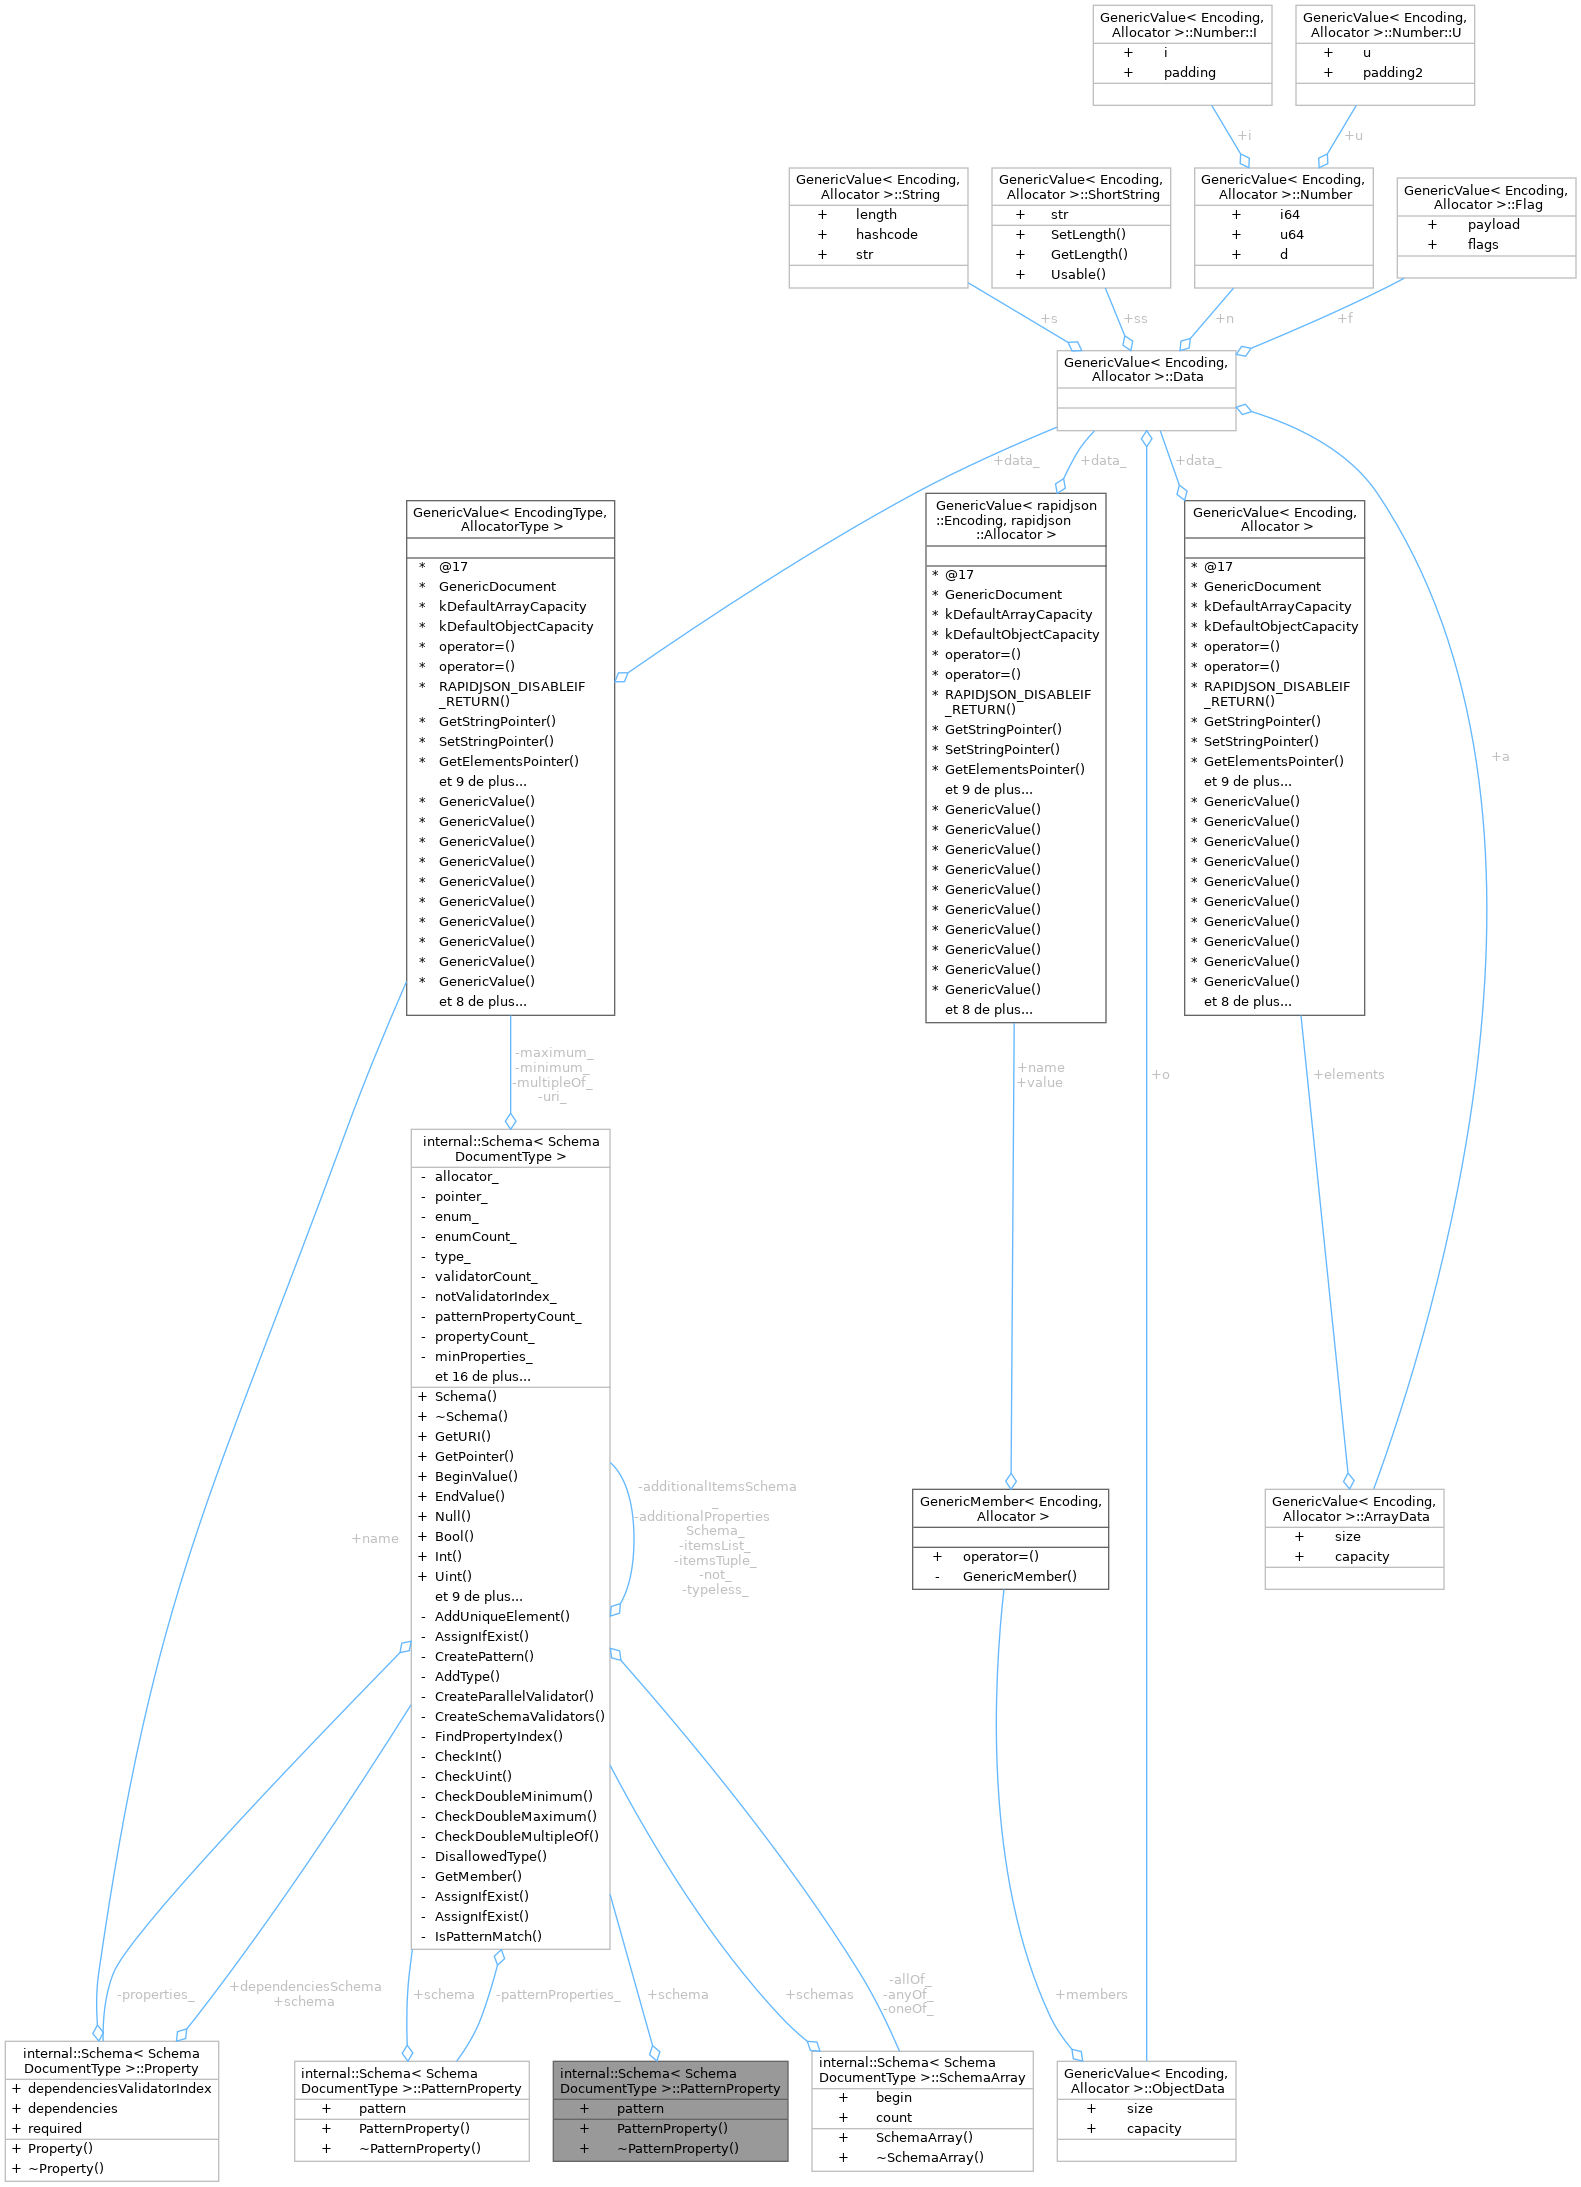 GenericValue< Encoding,
Allocator >::Number::I
+ i
+ padding
GenericValue< Encoding,
Allocator >::Number::U
+ u
+ padding2
+i
+u
GenericValue< Encoding,
Allocator >::String
+ length
+ hashcode
+ str
GenericValue< Encoding,
Allocator >::ShortString
+ str
+ SetLength()
+ GetLength()
+ Usable()
GenericValue< Encoding,
Allocator >::Number
+ i64
+ u64
+ d
GenericValue< Encoding,
Allocator >::Flag
+ payload
+ flags
+s
+ss
+n
+f
GenericValue< Encoding,
Allocator >::Data
+data_
+data_
+data_
GenericValue< EncodingType,
AllocatorType >
* @17
* GenericDocument
* kDefaultArrayCapacity
* kDefaultObjectCapacity
* operator=()
* operator=()
* RAPIDJSON_DISABLEIF
_RETURN()
* GetStringPointer()
* SetStringPointer()
* GetElementsPointer()
et 9 de plus...
* GenericValue()
* GenericValue()
* GenericValue()
* GenericValue()
* GenericValue()
* GenericValue()
* GenericValue()
* GenericValue()
* GenericValue()
* GenericValue()
et 8 de plus...
GenericValue< rapidjson
::Encoding, rapidjson
::Allocator >
* @17
* GenericDocument
* kDefaultArrayCapacity
* kDefaultObjectCapacity
* operator=()
* operator=()
* RAPIDJSON_DISABLEIF
_RETURN()
* GetStringPointer()
* SetStringPointer()
* GetElementsPointer()
et 9 de plus...
* GenericValue()
* GenericValue()
* GenericValue()
* GenericValue()
* GenericValue()
* GenericValue()
* GenericValue()
* GenericValue()
* GenericValue()
* GenericValue()
et 8 de plus...
GenericValue< Encoding,
Allocator >
* @17
* GenericDocument
* kDefaultArrayCapacity
* kDefaultObjectCapacity
* operator=()
* operator=()
* RAPIDJSON_DISABLEIF
_RETURN()
* GetStringPointer()
* SetStringPointer()
* GetElementsPointer()
et 9 de plus...
* GenericValue()
* GenericValue()
* GenericValue()
* GenericValue()
* GenericValue()
* GenericValue()
* GenericValue()
* GenericValue()
* GenericValue()
* GenericValue()
et 8 de plus...
+a
-maximum_
-minimum_
-multipleOf_
-uri_
+name
+value
+o
+elements
internal::Schema< Schema
DocumentType >
- allocator_
- pointer_
- enum_
- enumCount_
- type_
- validatorCount_
- notValidatorIndex_
- patternPropertyCount_
- propertyCount_
- minProperties_
et 16 de plus...
+ Schema()
+ ~Schema()
+ GetURI()
+ GetPointer()
+ BeginValue()
+ EndValue()
+ Null()
+ Bool()
+ Int()
+ Uint()
et 9 de plus...
- AddUniqueElement()
- AssignIfExist()
- CreatePattern()
- AddType()
- CreateParallelValidator()
- CreateSchemaValidators()
- FindPropertyIndex()
- CheckInt()
- CheckUint()
- CheckDoubleMinimum()
- CheckDoubleMaximum()
- CheckDoubleMultipleOf()
- DisallowedType()
- GetMember()
- AssignIfExist()
- AssignIfExist()
- IsPatternMatch()
+name
-additionalItemsSchema
_
-additionalProperties
Schema_
-itemsList_
-itemsTuple_
-not_
-typeless_
GenericMember< Encoding,
Allocator >
+ operator=()
- GenericMember()
GenericValue< Encoding,
Allocator >::ArrayData
+ size
+ capacity
-properties_
+dependenciesSchema
+schema
+schema
-patternProperties_
+schema
+schemas
-allOf_
-anyOf_
-oneOf_
+members
internal::Schema< Schema
DocumentType >::Property
+ dependenciesValidatorIndex
+ dependencies
+ required
+ Property()
+ ~Property()
internal::Schema< Schema
DocumentType >::PatternProperty
+ pattern
+ PatternProperty()
+ ~PatternProperty()
internal::Schema< Schema
DocumentType >::PatternProperty
+ pattern
+ PatternProperty()
+ ~PatternProperty()
internal::Schema< Schema
DocumentType >::SchemaArray
+ begin
+ count
+ SchemaArray()
+ ~SchemaArray()
GenericValue< Encoding,
Allocator >::ObjectData
+ size
+ capacity